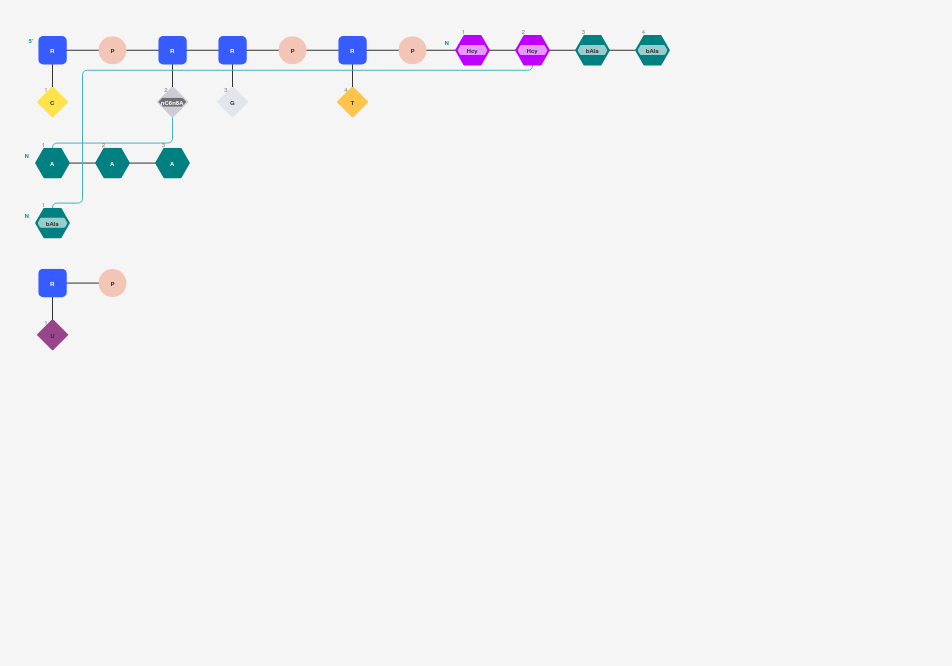 1 2 3 4
5' R P R R P R P N Hcy Hcy bAla bAla
1 2 3 4
C nC6n8A G T
1 2 3
N A A A
1
N bAla
R P
U